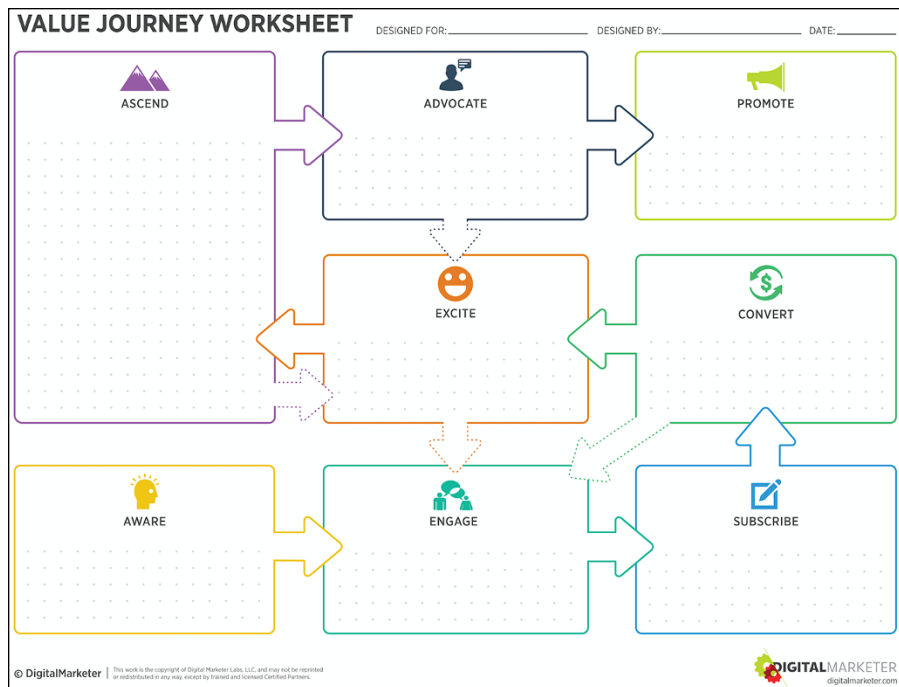 VALUE JOURNEY WORKSHEET
DESIGNED FOR: DESIGNED BY: DATE:
ASCEND
ADVOCATE
PROMOTE
EXCITE
$
CONVERT
AWARE
ENGAGE
SUBSCRIBE
© DigitalMarketer
This work is the copyright of Digital Marketer Labs, LLC, and may not be reprinted
or redistributed in any way, except by trained and licensed Certified Partners.
DIGITALMARKETER
digitalmarketer.com